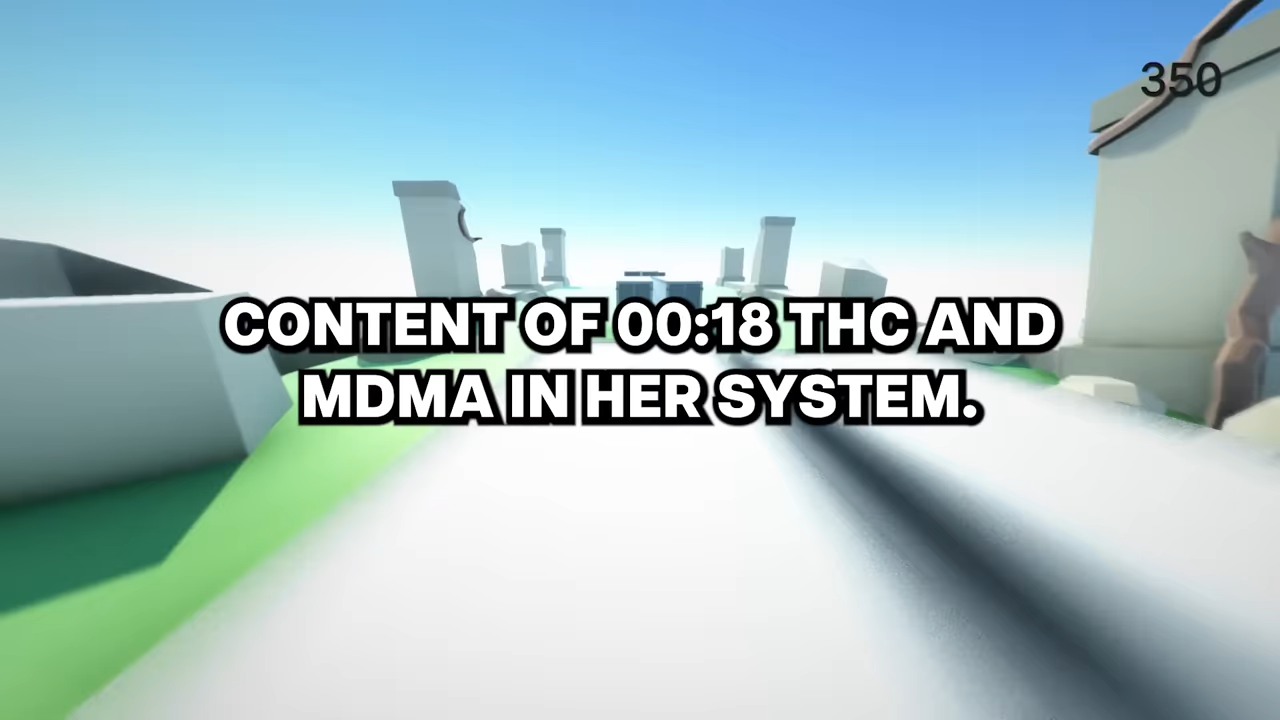 350
CONTENT OF 00:18 THC AND
MDMA IN HER SYSTEM.